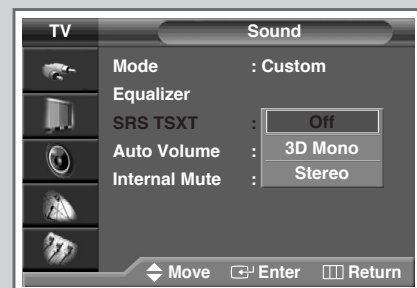 TV Sound
Mode : Custom
Equalizer
SRS TSXT : Off
Auto Volume : 3D Mono
Internal Mute : Stereo
Move Enter Return